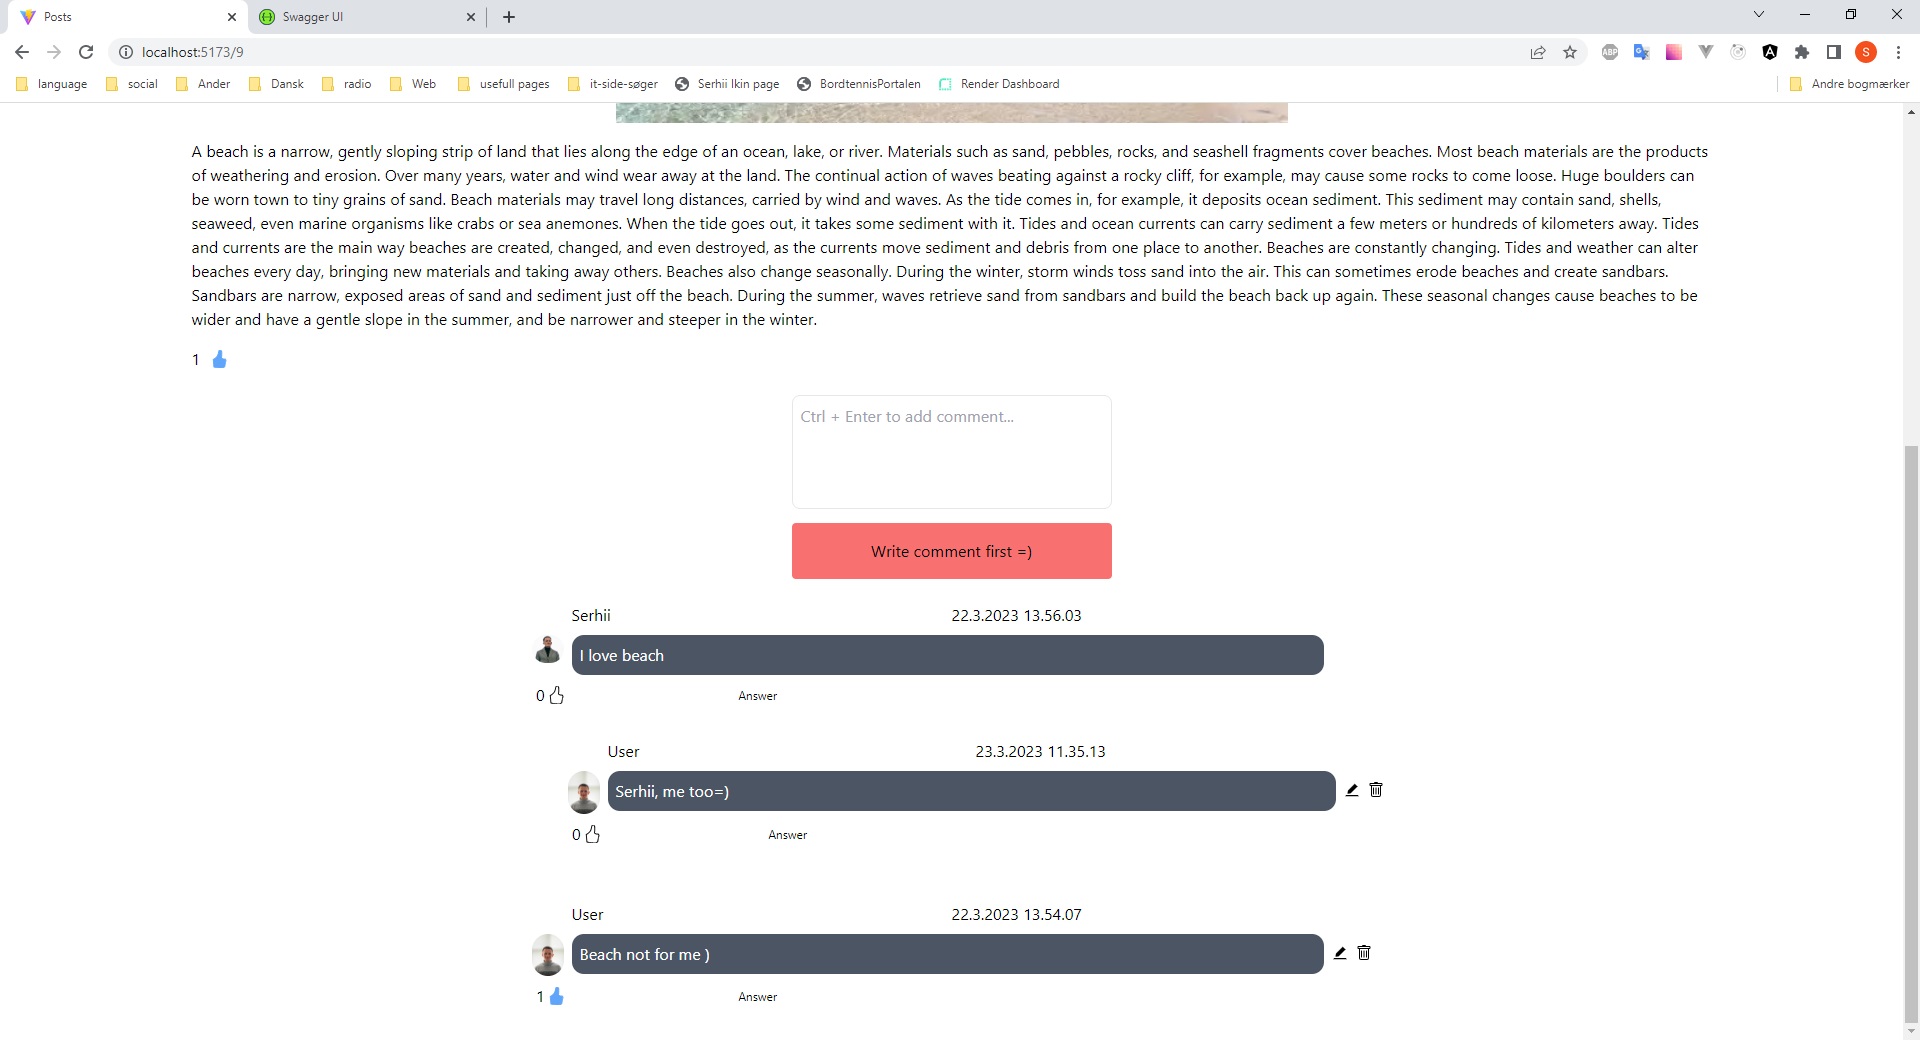 Posts
Swagger UI
localhost:5173/9
ABP
S
language
social
Ander
Dansk
radio
Web
usefull pages
it-side-søger
Serhii Ikin page
BordtennisPortalen
Render Dashboard
Andre bogmærker
A beach is a narrow, gently sloping strip of land that lies along the edge of an ocean, lake, or river. Materials such as sand, pebbles, rocks, and seashell fragments cover beaches. Most beach materials are the products
of weathering and erosion. Over many years, water and wind wear away at the land. The continual action of waves beating against a rocky cliff, for example, may cause some rocks to come loose. Huge boulders can
be worn town to tiny grains of sand. Beach materials may travel long distances, carried by wind and waves. As the tide comes in, for example, it deposits ocean sediment. This sediment may contain sand, shells,
seaweed, even marine organisms like crabs or sea anemones. When the tide goes out, it takes some sediment with it. Tides and ocean currents can carry sediment a few meters or hundreds of kilometers away. Tides
and currents are the main way beaches are created, changed, and even destroyed, as the currents move sediment and debris from one place to another. Beaches are constantly changing. Tides and weather can alter
beaches every day, bringing new materials and taking away others. Beaches also change seasonally. During the winter, storm winds toss sand into the air. This can sometimes erode beaches and create sandbars.
Sandbars are narrow, exposed areas of sand and sediment just off the beach. During the summer, waves retrieve sand from sandbars and build the beach back up again. These seasonal changes cause beaches to be
wider and have a gentle slope in the summer, and be narrower and steeper in the winter.
1
Ctrl + Enter to add comment...
Write comment first =)
Serhii 22.3.2023 13.56.03
I love beach
0 Answer
User 23.3.2023 11.35.13
Serhii, me too=)
0 Answer
User 22.3.2023 13.54.07
Beach not for me )
1 Answer